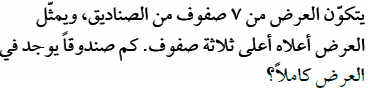 يتكوّن العرض من ٧ صفوف من الصناديق، ويمثّل
العرض أعلاه أعلى ثلاثة صفوف. كم صندوقاً يوجد في
العرض كاملاً؟